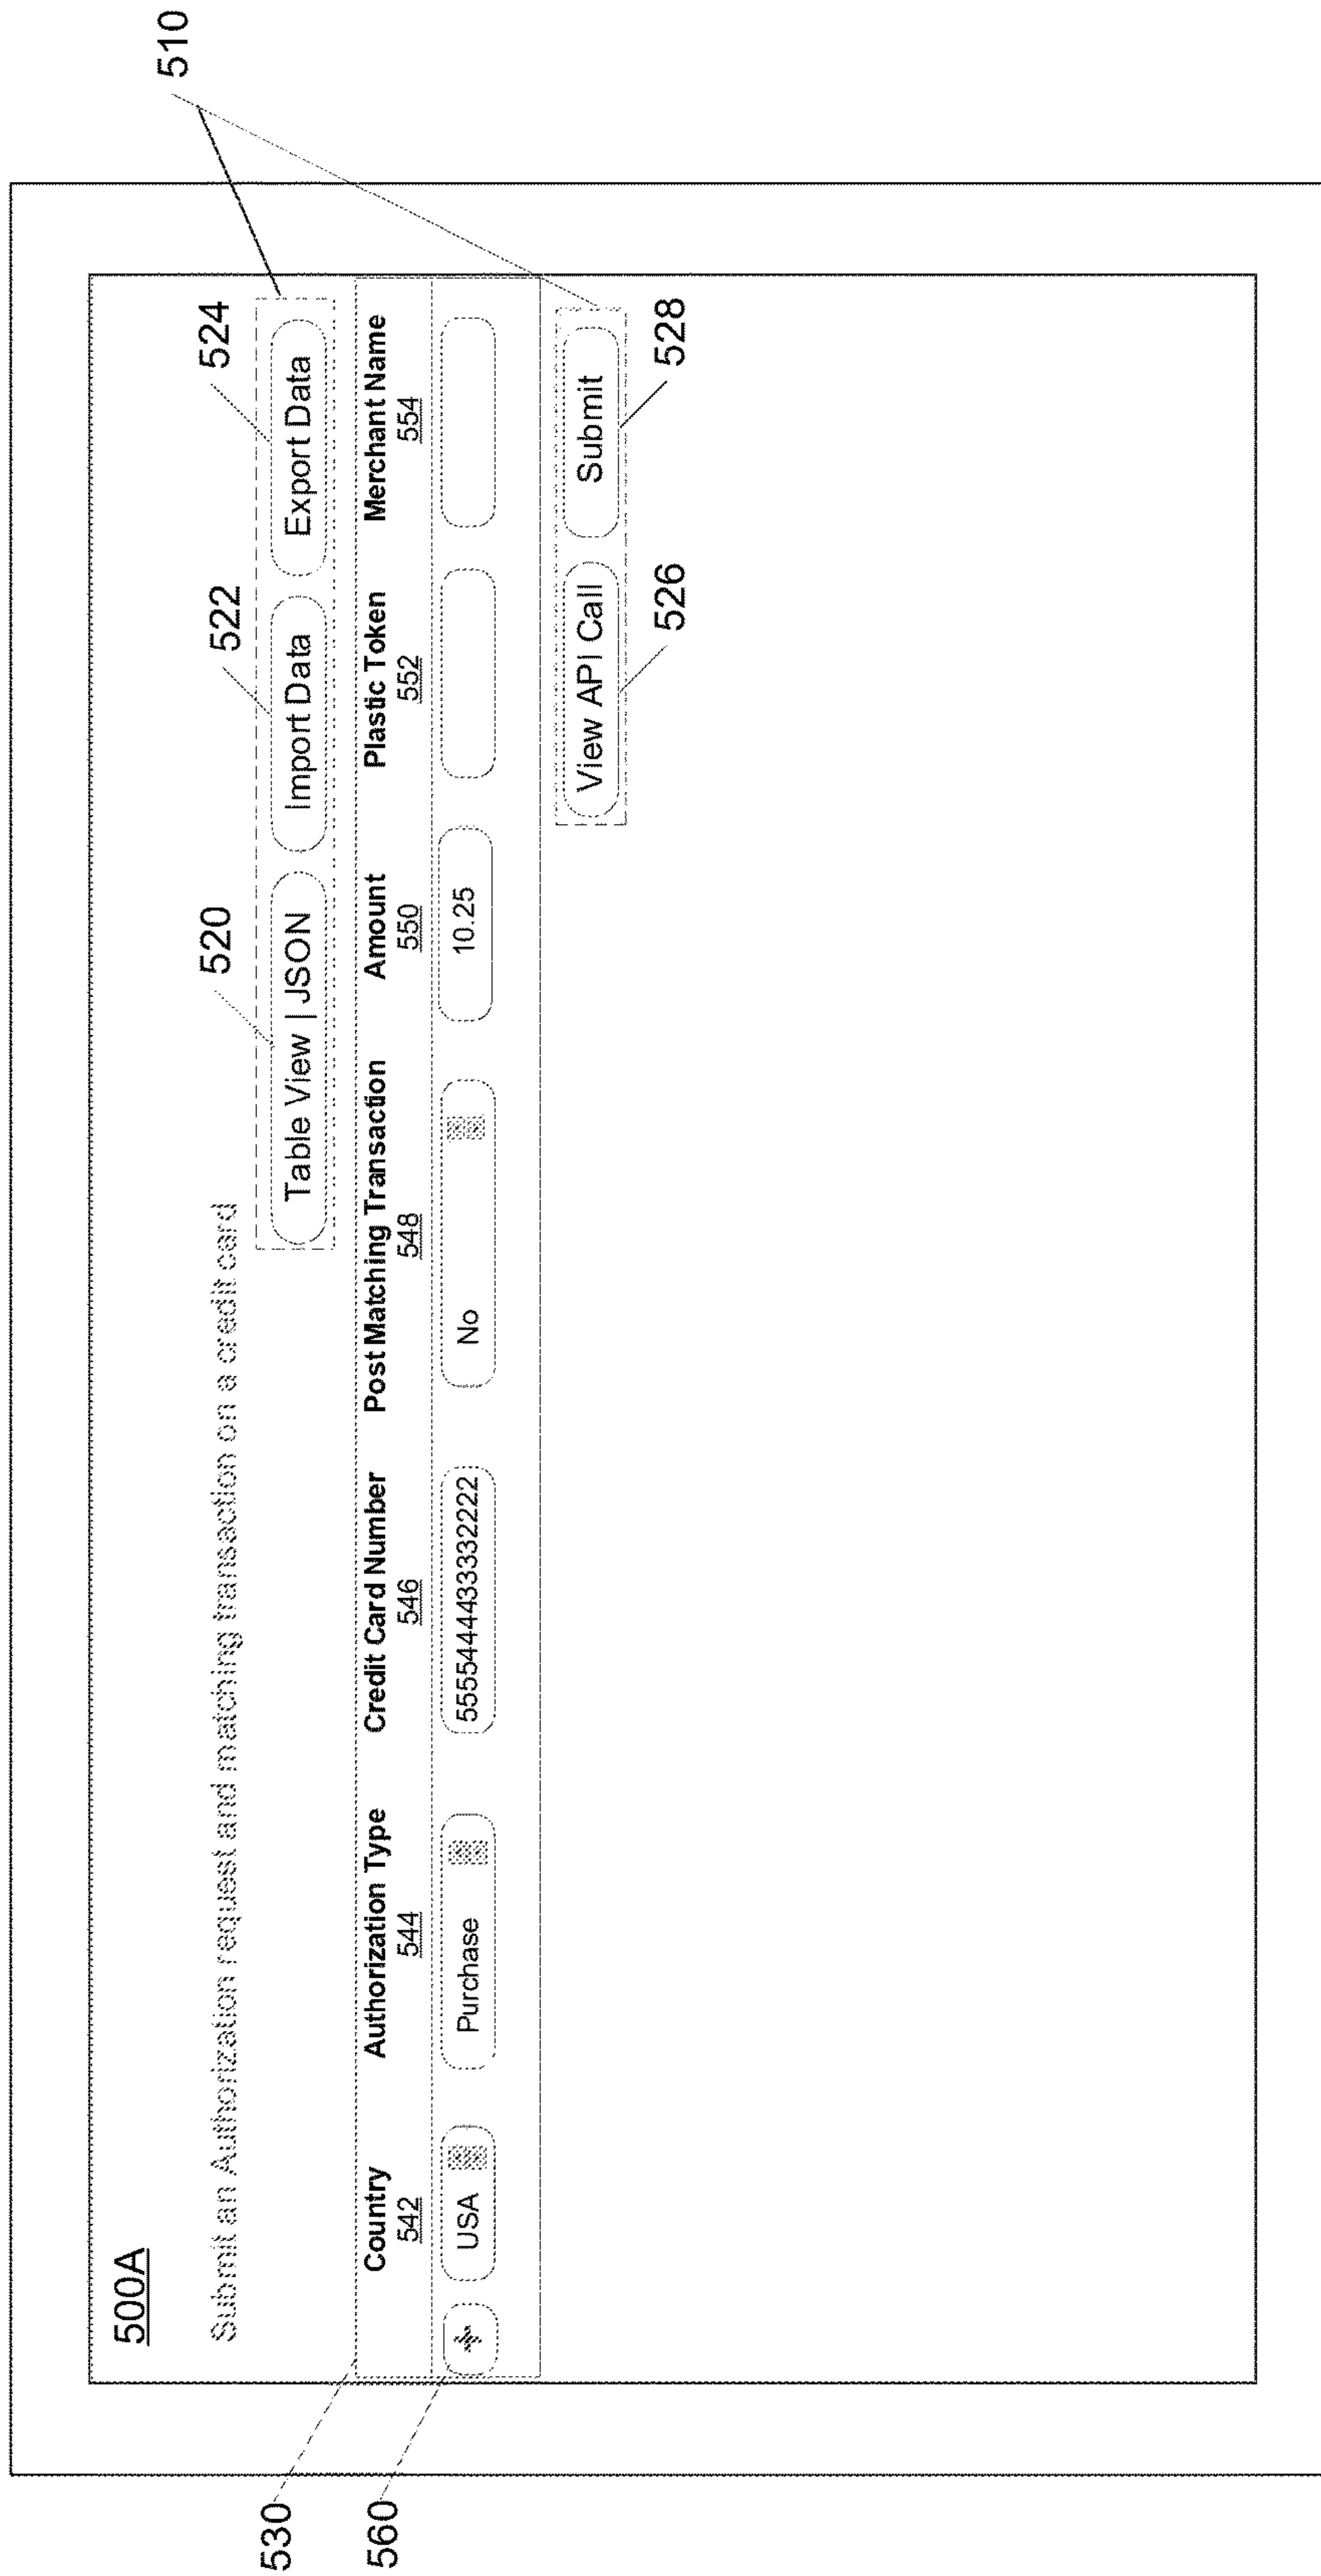 500A
510
Submit an Authorization request and matching transaction on a credit card
520
522
524
Table View | JSON
Import Data
Export Data
530
Country
Authorization Type
Credit Card Number
Post Matching Transaction
Amount
Plastic Token
Merchant Name
542
544
546
548
550
552
554
560
+
USA
Purchase
5555444433332222
No
10.25
View API Call
Submit
526
528